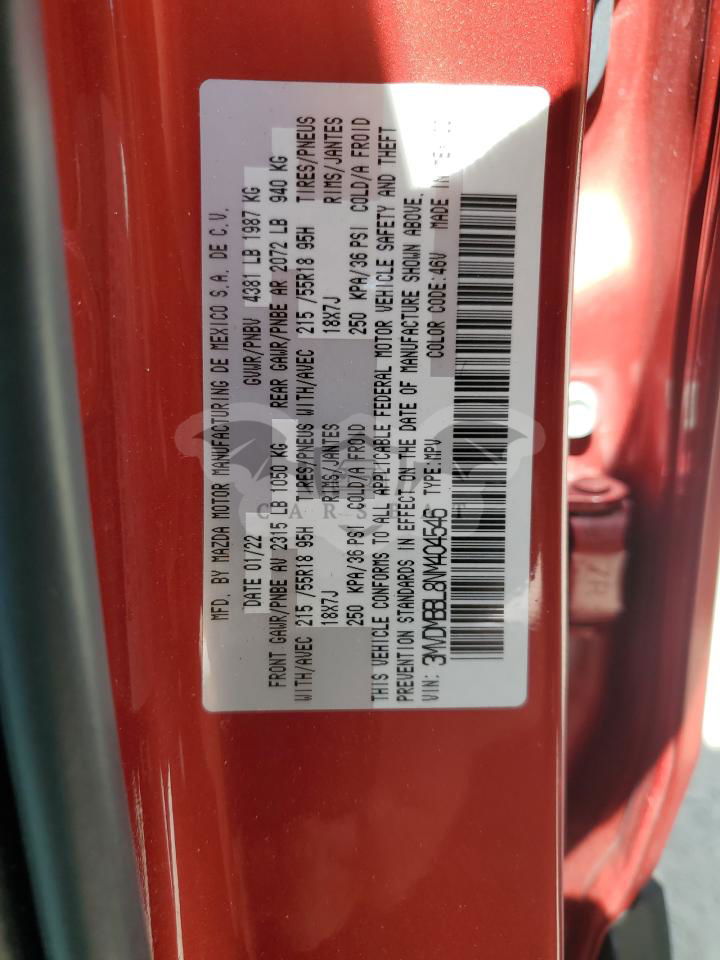 MFD. BY MAZDA MOTOR MANUFACTURING DE MEXICO S.A. DE C.V.
DATE 01/22 GVWR/PNBV 4381 LB 1987 KG
FRONT GAWR/PNBE AV 2315 LB 1050 KG REAR GAWR/PNBE AR 2072 LB 940 KG
WITH/AVEC 215 /55R18 95H TIRES/PNEUS WITH/AVEC 215 /55R18 95H TIRES/PNEUS
18X7J RIMS/JANTES 18X7J RIMS/JANTES
250 KPA/36 PSI COLD/A FROID 250 KPA/36 PSI COLD/A FROID
THIS VEHICLE CONFORMS TO ALL APPLICABLE FEDERAL MOTOR VEHICLE SAFETY AND THEFT
PREVENTION STANDARDS IN EFFECT ON THE DATE OF MANUFACTURE SHOWN ABOVE.
VIN: 3MVDMBBL8NM404546 TYPE:MPV COLOR CODE:46V MADE IN